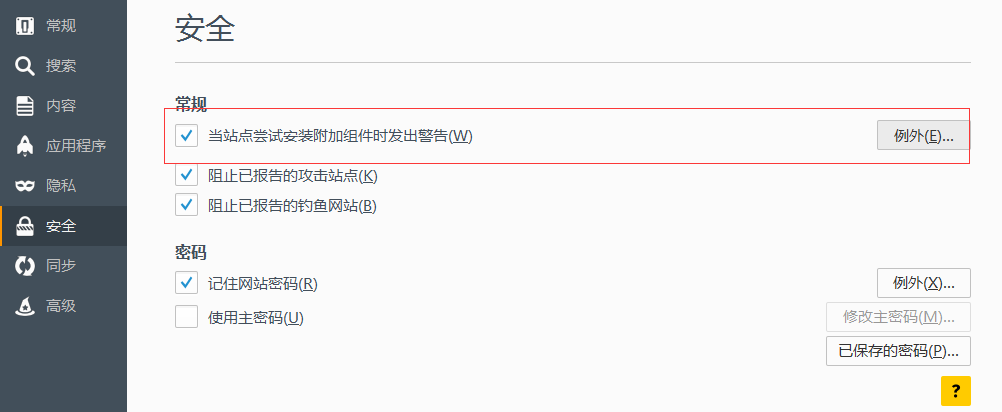 常规
搜索
内容
应用程序
隐私
安全
同步
高级
安全
常规
当站点尝试安装附加组件时发出警告(W)
例外(E)...
阻止已报告的攻击站点(K)
阻止已报告的钓鱼网站(B)
密码
记住网站密码(R)
例外(X)...
使用主密码(U)
修改主密码(M)...
已保存的密码(P)...
?